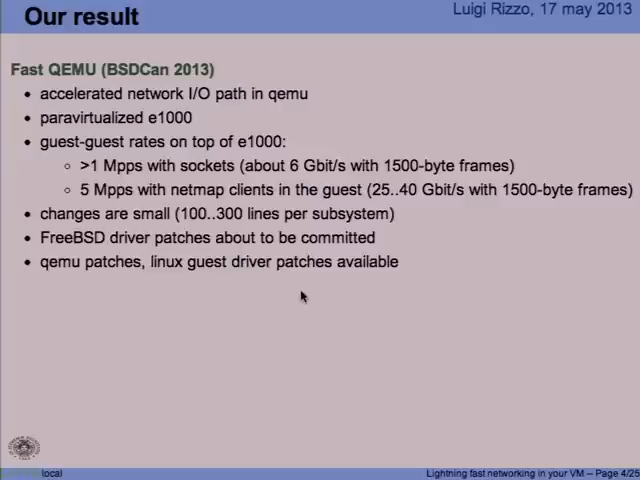 Our result
Luigi Rizzo, 17 may 2013
Fast QEMU (BSDCan 2013)
• accelerated network I/O path in qemu
• paravirtualized e1000
• guest-guest rates on top of e1000:
◦ >1 Mpps with sockets (about 6 Gbit/s with 1500-byte frames)
◦ 5 Mpps with netmap clients in the guest (25..40 Gbit/s with 1500-byte frames)
• changes are small (100..300 lines per subsystem)
• FreeBSD driver patches about to be committed
• qemu patches, linux guest driver patches available
local
Lightning fast networking in your VM -- Page 4/25